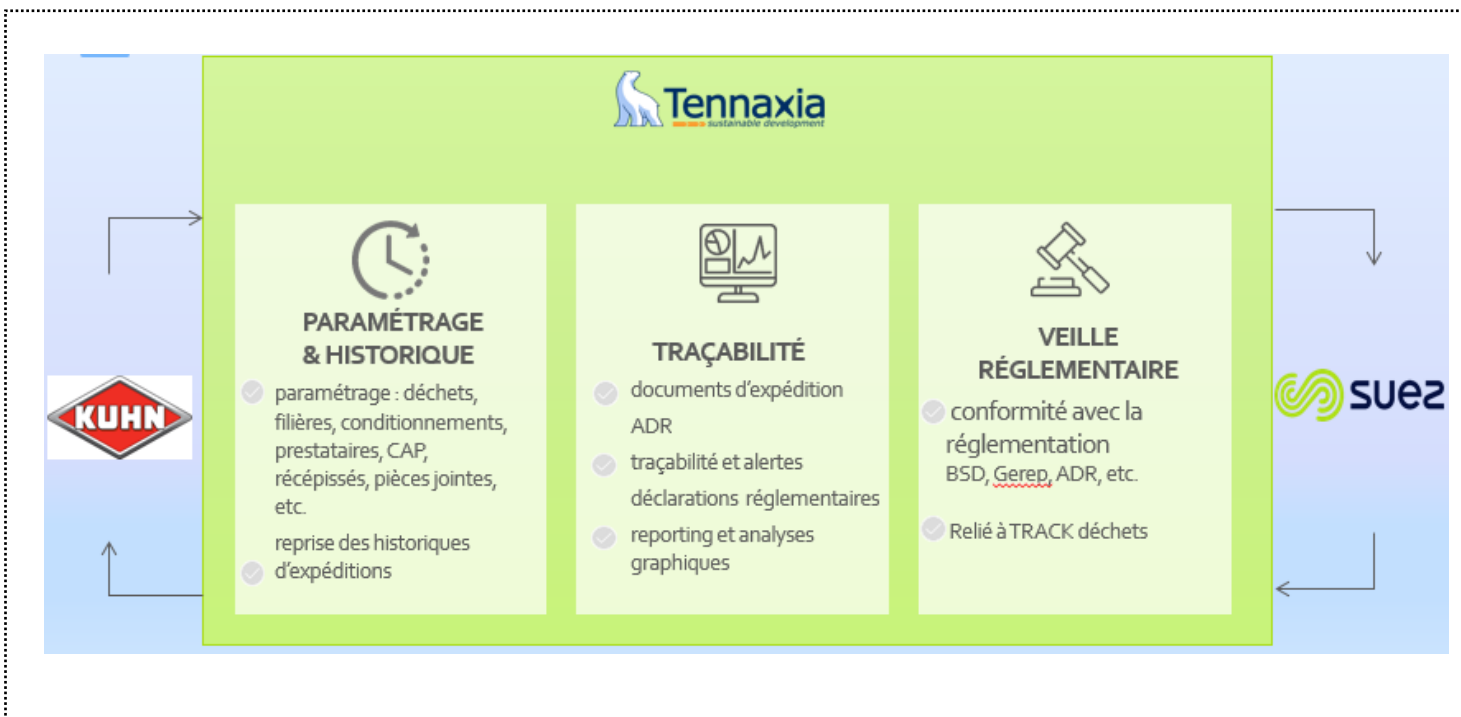 Tennaxia
sustainable development
KUHN
PARAMÉTRAGE
& HISTORIQUE
paramétrage : déchets,
filières, conditionnements,
prestataires, CAP,
récépissés, pièces jointes,
etc.
reprise des historiques
d'expéditions
TRAÇABILITÉ
documents d'expédition
ADR
traçabilité et alertes
déclarations réglementaires
reporting et analyses
graphiques
VEILLE
RÉGLEMENTAIRE
conformité avec la
réglementation
BSD, Gerep, ADR, etc.
Relié à TRACK déchets
suez